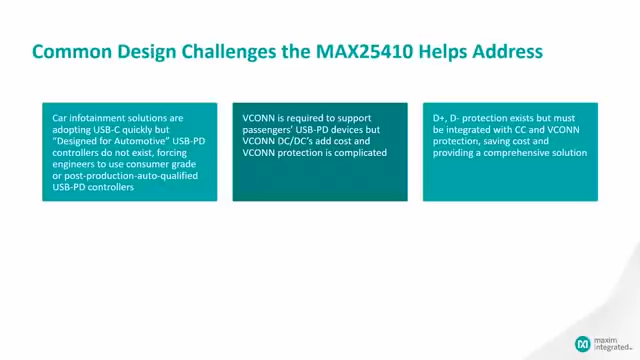 Common Design Challenges the MAX25410 Helps Address
Car infotainment solutions are
adopting USB-C quickly but
“Designed for Automotive” USB-PD
controllers do not exist, forcing
engineers to use consumer grade
or post-production-auto-qualified
USB-PD controllers
VCONN is required to support
passengers’ USB-PD devices but
VCONN DC/DC’s add cost and
VCONN protection is complicated
D+, D- protection exists but must
be integrated with CC and VCONN
protection, saving cost and
providing a comprehensive solution
maxim
integrated™